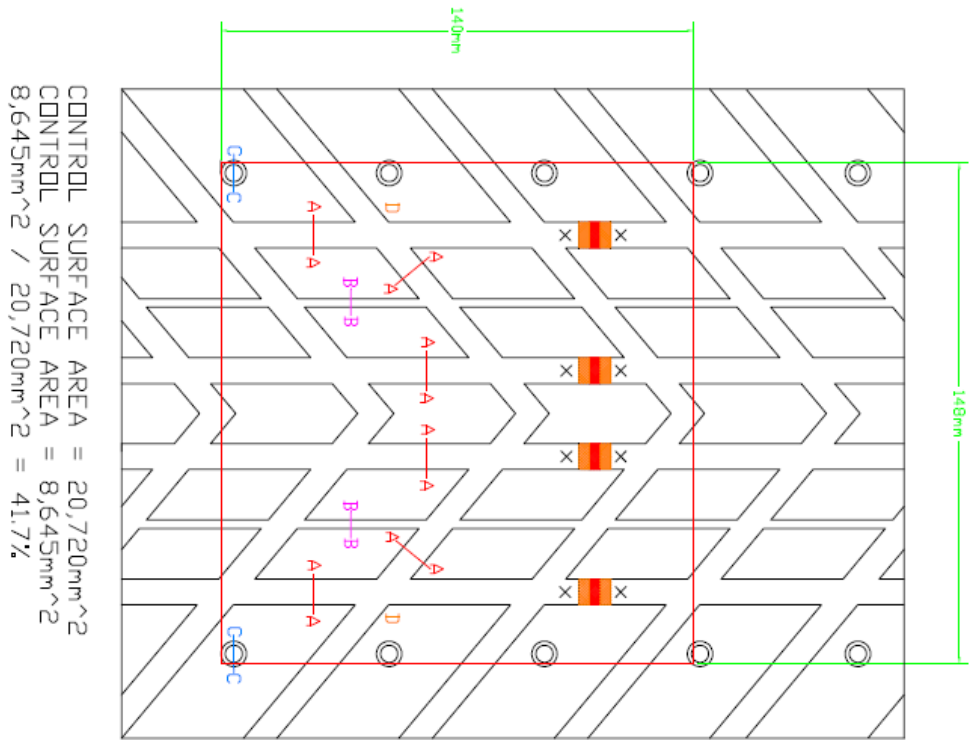 148mm
X X X X
X X X X
140mm
A A
A A A A
D A A D
B B B B
A A A A
C C C C
CONTROL SURFACE AREA = 20,720mm^2
CONTROL SURFACE AREA = 8,645mm^2
8,645mm^2 / 20,720mm^2 = 41.7%